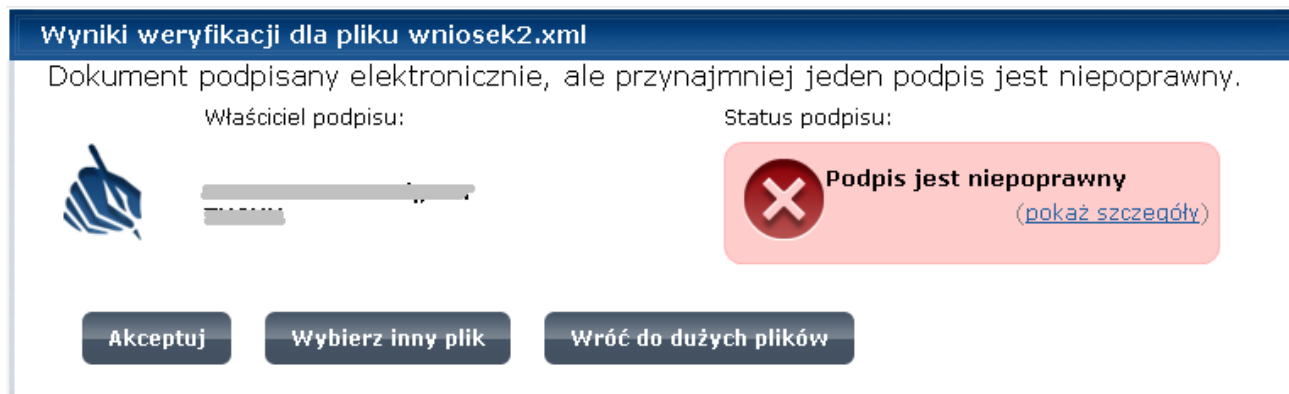 Wyniki weryfikacji dla pliku wniosek2.xml
Dokument podpisany elektronicznie, ale przynajmniej jeden podpis jest niepoprawny.
Właściciel podpisu:
Status podpisu:
Podpis jest niepoprawny
(pokaż szczegóły)
Akceptuj
Wybierz inny plik
Wróć do dużych plików